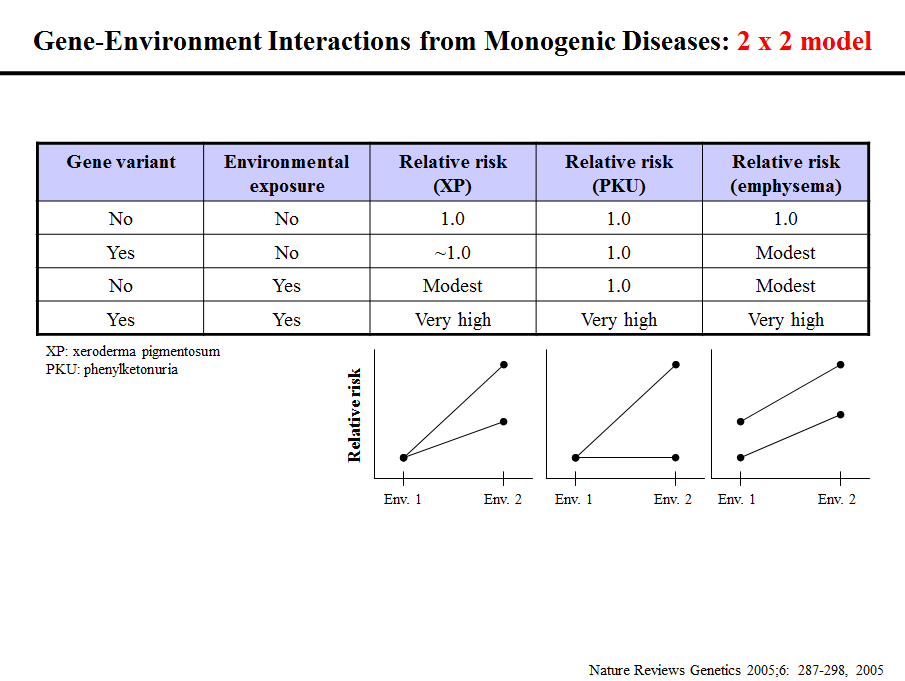 Gene-Environment Interactions from Monogenic Diseases: 2 x 2 model
Gene variant Environmental exposure Relative risk (XP) Relative risk (PKU) Relative risk (emphysema)
No No 1.0 1.0 1.0
Yes No ~1.0 1.0 Modest
No Yes Modest 1.0 Modest
Yes Yes Very high Very high Very high
XP: xeroderma pigmentosum
PKU: phenylketonuria
Relative risk
Env. 1 Env. 2 Env. 1 Env. 2 Env. 1 Env. 2
Nature Reviews Genetics 2005;6: 287-298, 2005